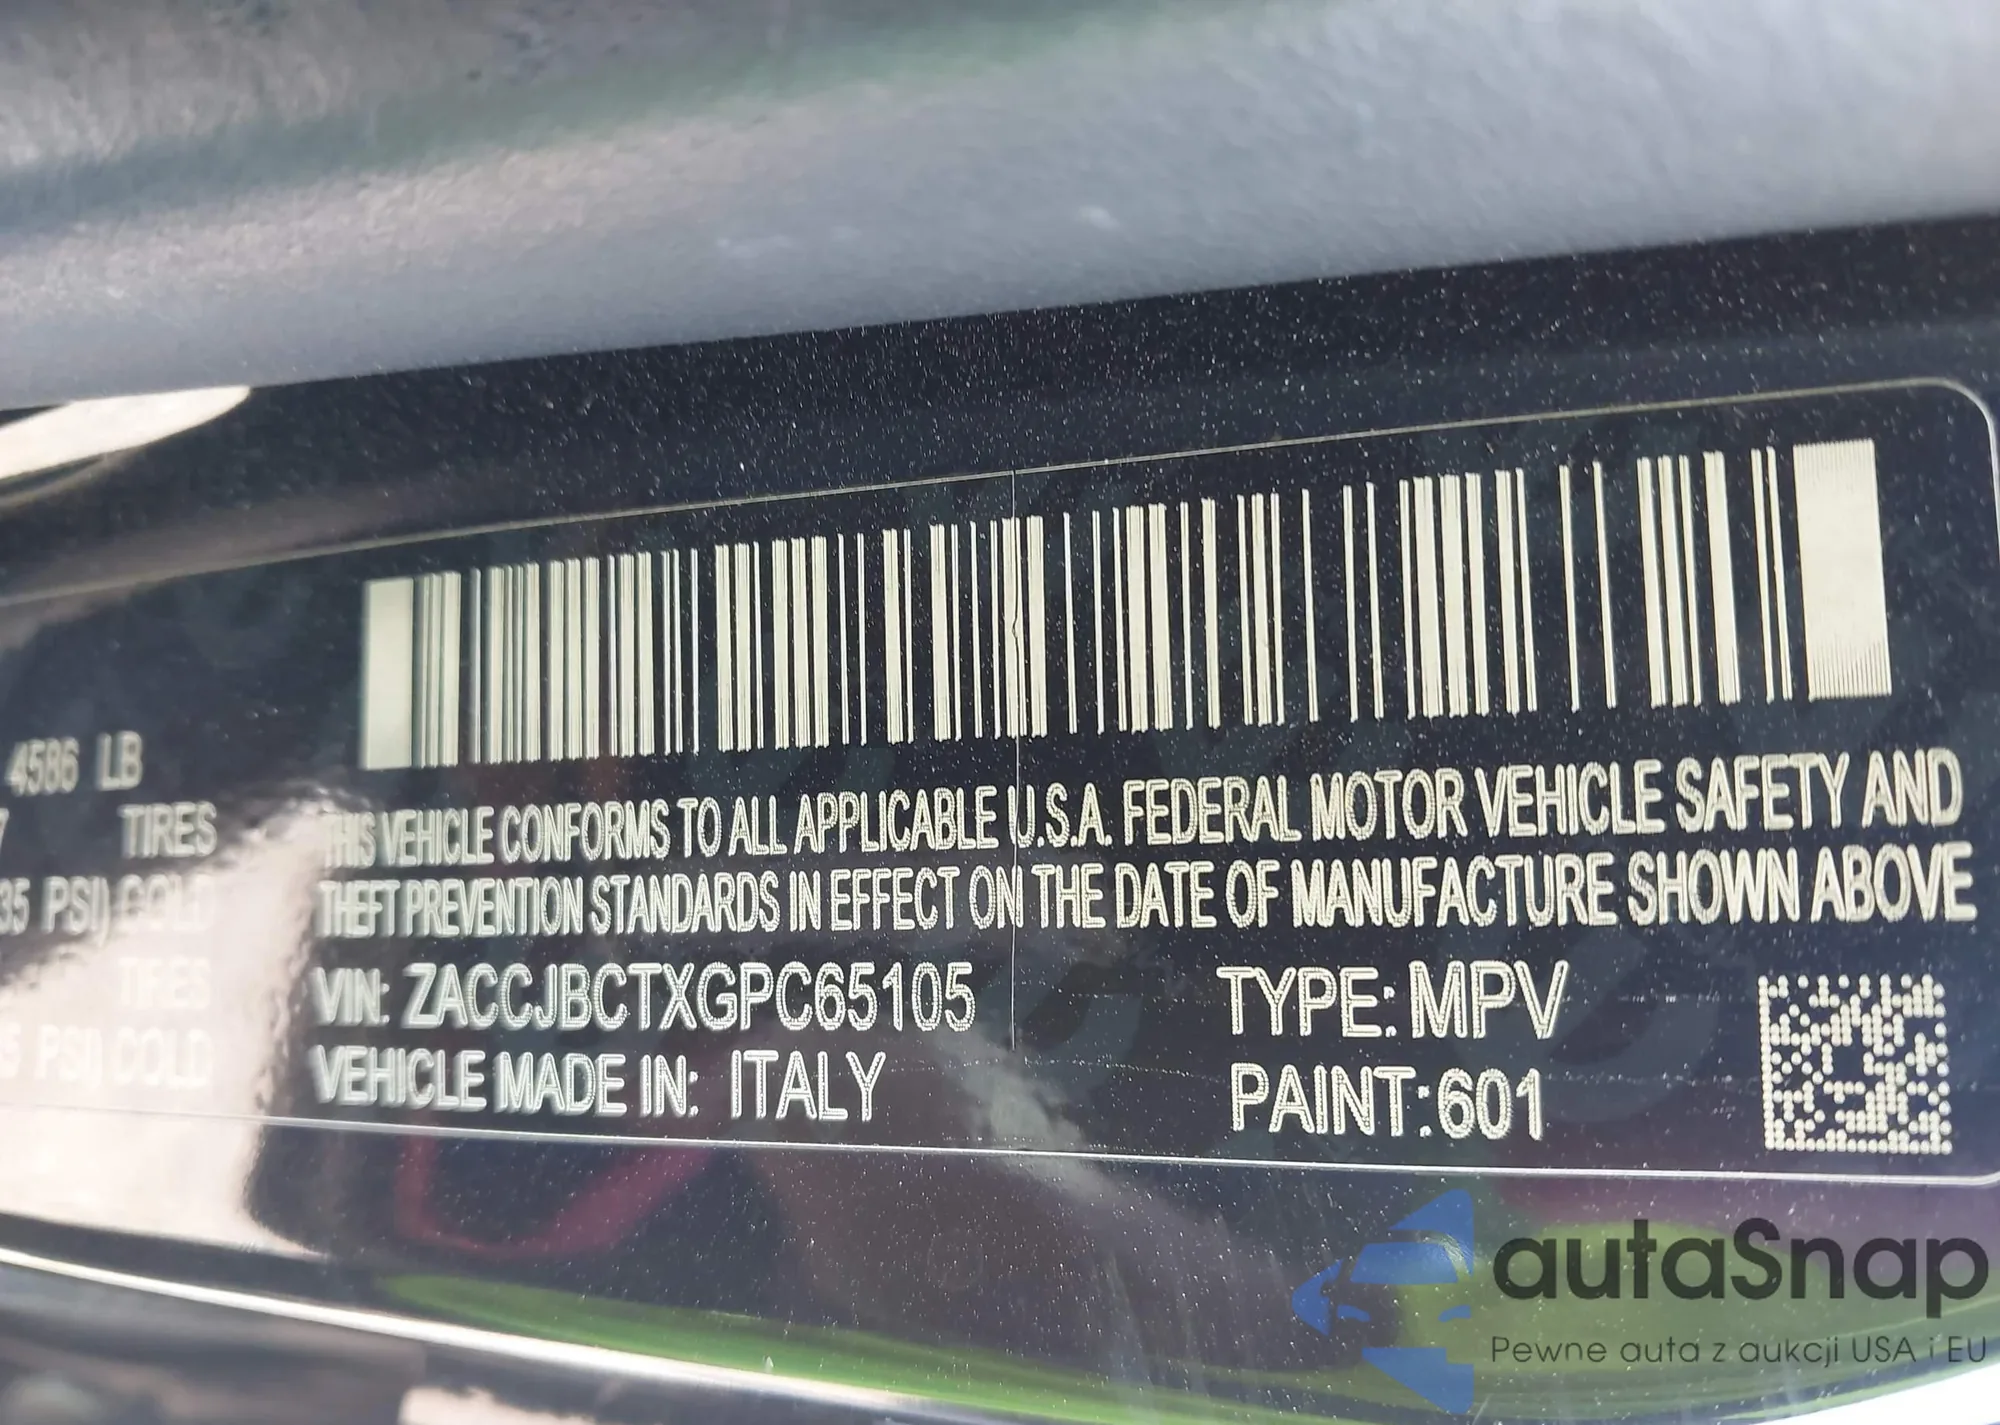 4586 LB
TIRES
35 PSI) COLD
TIRES
PSI) COLD
THIS VEHICLE CONFORMS TO ALL APPLICABLE U.S.A. FEDERAL MOTOR VEHICLE SAFETY AND
THEFT PREVENTION STANDARDS IN EFFECT ON THE DATE OF MANUFACTURE SHOWN ABOVE
VIN: ZACCJBCTXGPC65105 TYPE: MPV
VEHICLE MADE IN: ITALY PAINT: 601
autaSnap
Pewne auta z aukcji USA i EU